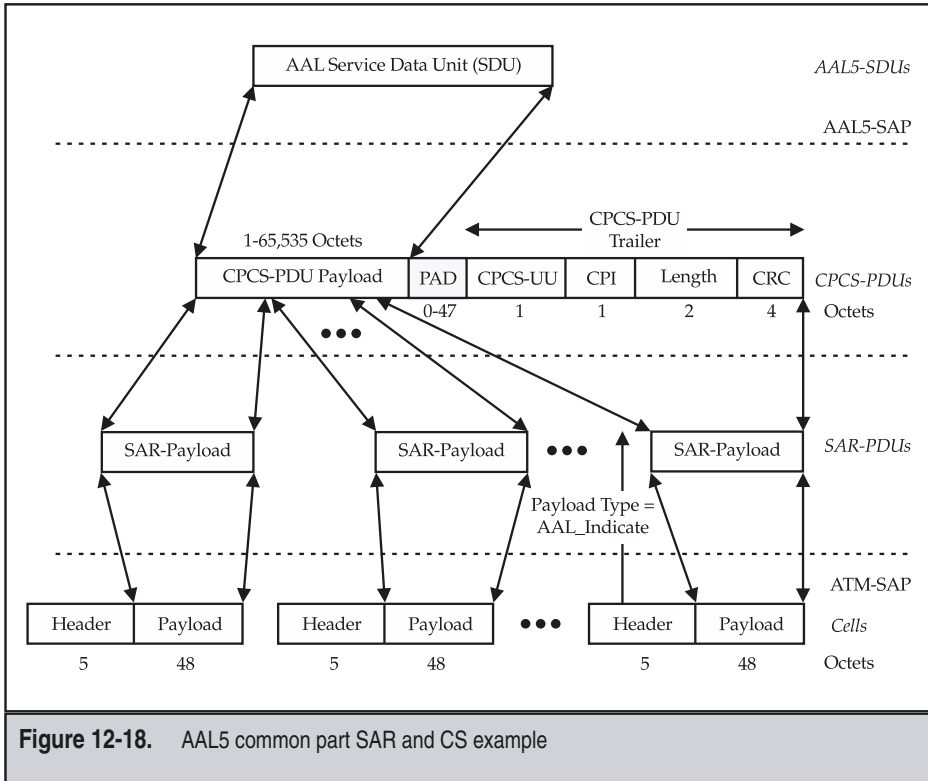 AAL Service Data Unit (SDU)
AAL5-SDUs
AAL5-SAP
CPCS-PDU
Trailer
1-65,535 Octets
CPCS-PDU Payload PAD CPCS-UU CPI Length CRC CPCS-PDUs
0-47 1 1 2 4 Octets
●●●
SAR-Payload SAR-Payload ●●● SAR-Payload SAR-PDUs
Payload Type =
AAL_Indicate
ATM-SAP
Header Payload Header Payload ●●● Header Payload Cells
5 48 5 48 5 48 Octets
Figure 12-18. AAL5 common part SAR and CS example